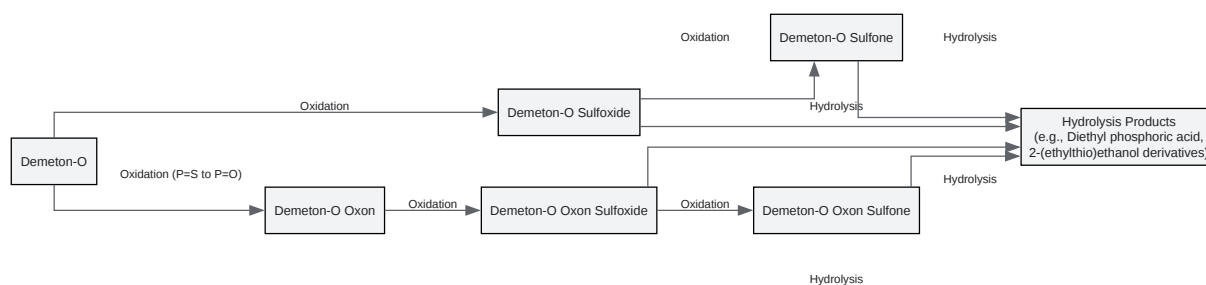 Oxidation
Demeton-O Sulfone
Hydrolysis
Oxidation
Demeton-O Sulfoxide
Hydrolysis
Hydrolysis Products
(e.g., Diethyl phosphoric acid,
2-(ethylthio)ethanol derivatives)
Demeton-O
Oxidation (P=S to P=O)
Hydrolysis
Demeton-O Oxon
Oxidation
Demeton-O Oxon Sulfoxide
Oxidation
Demeton-O Oxon Sulfone
Hydrolysis